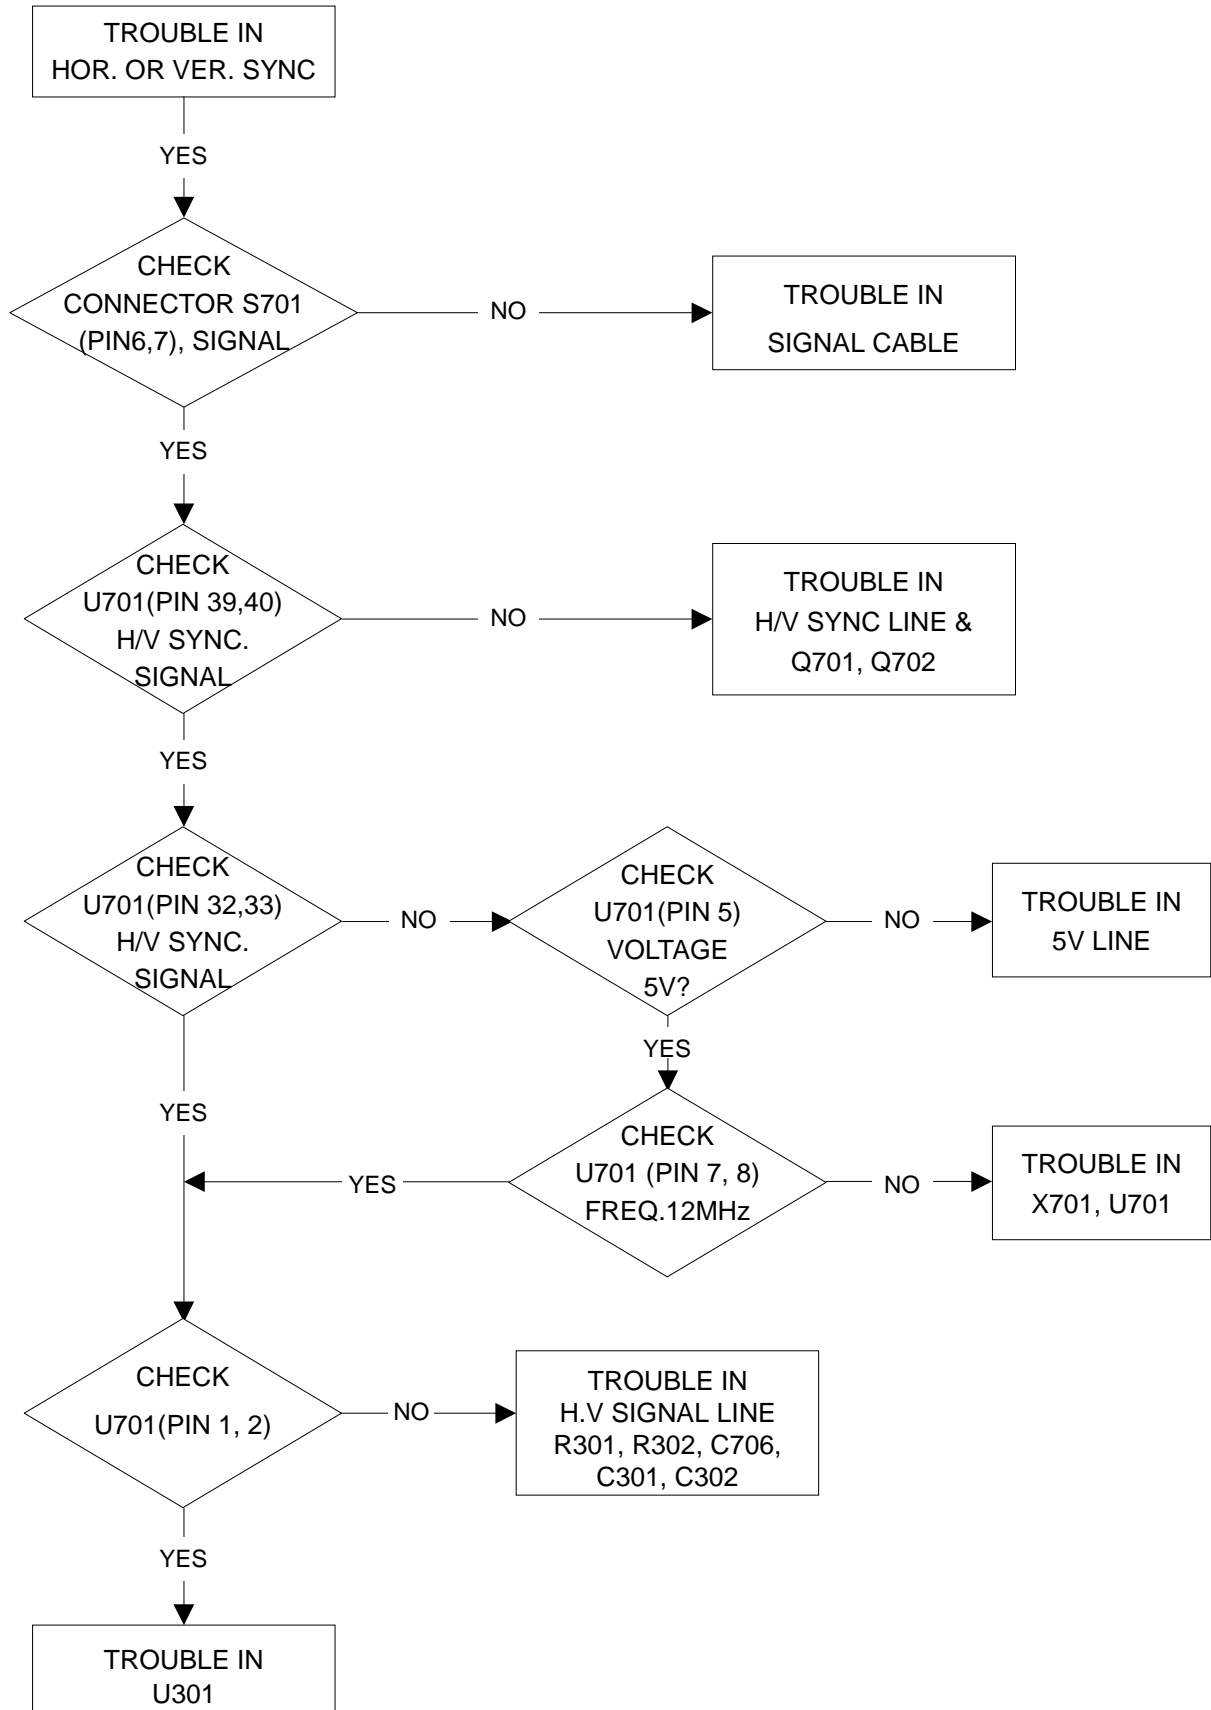 TROUBLE IN
HOR. OR VER. SYNC
YES
CHECK
CONNECTOR S701
(PIN6,7), SIGNAL
NO
TROUBLE IN
SIGNAL CABLE
YES
CHECK
U701(PIN 39,40)
H/V SYNC.
SIGNAL
NO
TROUBLE IN
H/V SYNC LINE &
Q701, Q702
YES
CHECK
U701(PIN 32,33)
H/V SYNC.
SIGNAL
NO
CHECK
U701(PIN 5)
VOLTAGE
5V?
NO
TROUBLE IN
5V LINE
YES
YES
CHECK
U701 (PIN 7, 8)
FREQ.12MHz
YES
NO
TROUBLE IN
X701, U701
CHECK
U701(PIN 1, 2)
NO
TROUBLE IN
H.V SIGNAL LINE
R301, R302, C706,
C301, C302
YES
TROUBLE IN
U301